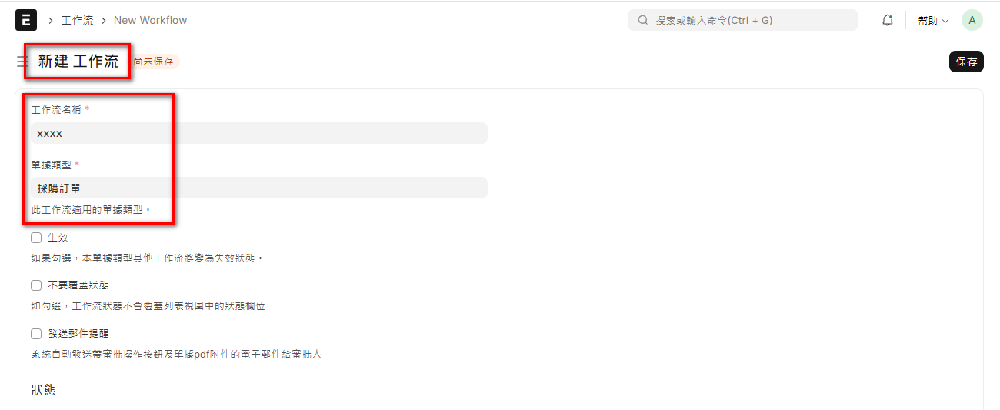 E > 工作流 > New Workflow 搜索或輸入命令(Ctrl + G) 幫助 A
新建 工作流 尚未保存 保存
工作流名稱 *
xxxx
單據類型 *
採購訂單
此工作流適用的單據類型。
生效
如果勾選，本單據類型其他工作流將變為失效狀態。
不要覆蓋狀態
如勾選，工作流狀態不會覆蓋列表視圖中的狀態欄位
發送郵件提醒
系統自動發送帶審批操作按鈕及單據pdf附件的電子郵件給審批人
狀態